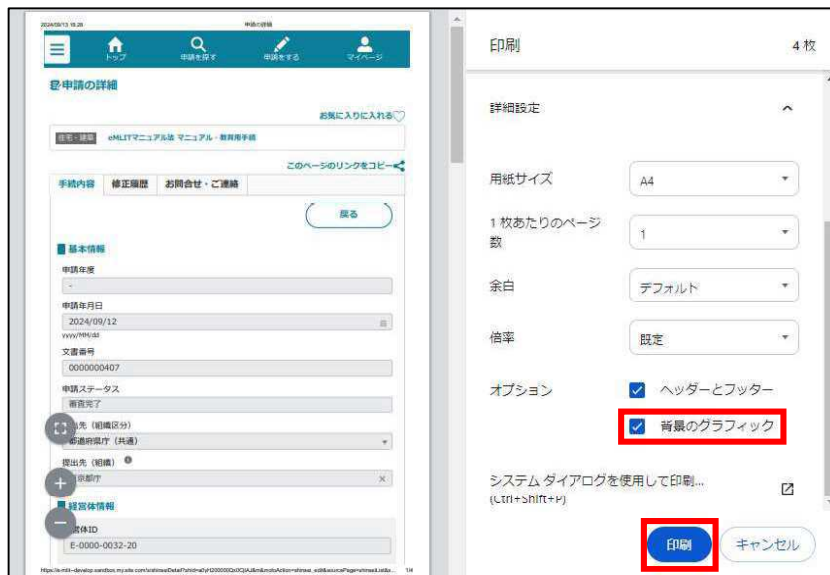 2024/09/13 18:28
申請の詳細
トップ
申請を探す
申請をする
マイページ
申請の詳細
お気に入りに入れる
住宅・建築 eMLITマニュアル法 マニュアル・教育用手続
このページのリンクをコピー
手続内容 修正履歴 お問合せ・ご連絡
戻る
基本情報
申請年度
-
申請年月日
2024/09/12
yyyy/MM/dd
文書番号
0000000407
申請ステータス
審査完了
出先（組織区分）
都道府県庁（共通）
提出先（組織）
京都庁
経営体情報
営体ID
E-0000-0032-20
1/4
印刷
4 枚
詳細設定
用紙サイズ
A4
1 枚あたりのページ
数
1
余白
デフォルト
倍率
既定
オプション
ヘッダーとフッター
背景のグラフィック
システム ダイアログを使用して印刷...
(Ctrl+Shift+P)
印刷
キャンセル